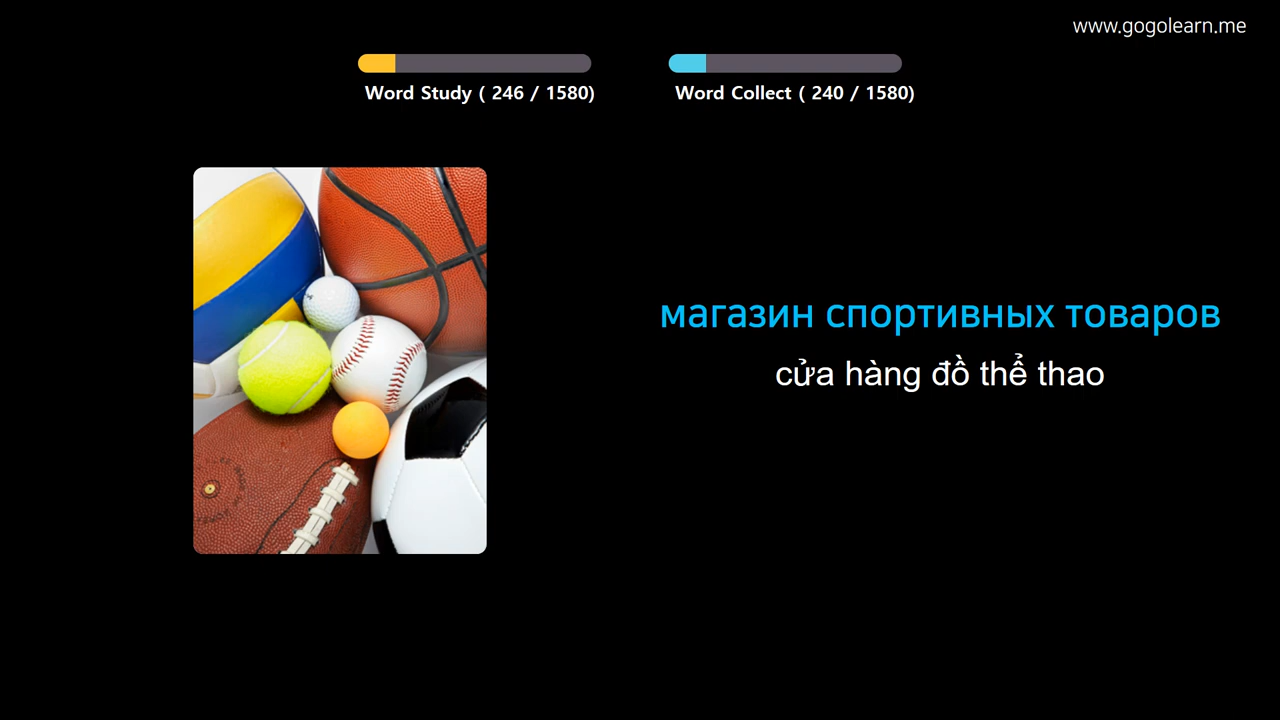 www.gogolearn.me
Word Study ( 246 / 1580)
Word Collect ( 240 / 1580)
магазин спортивных товаров
cửa hàng đồ thể thao